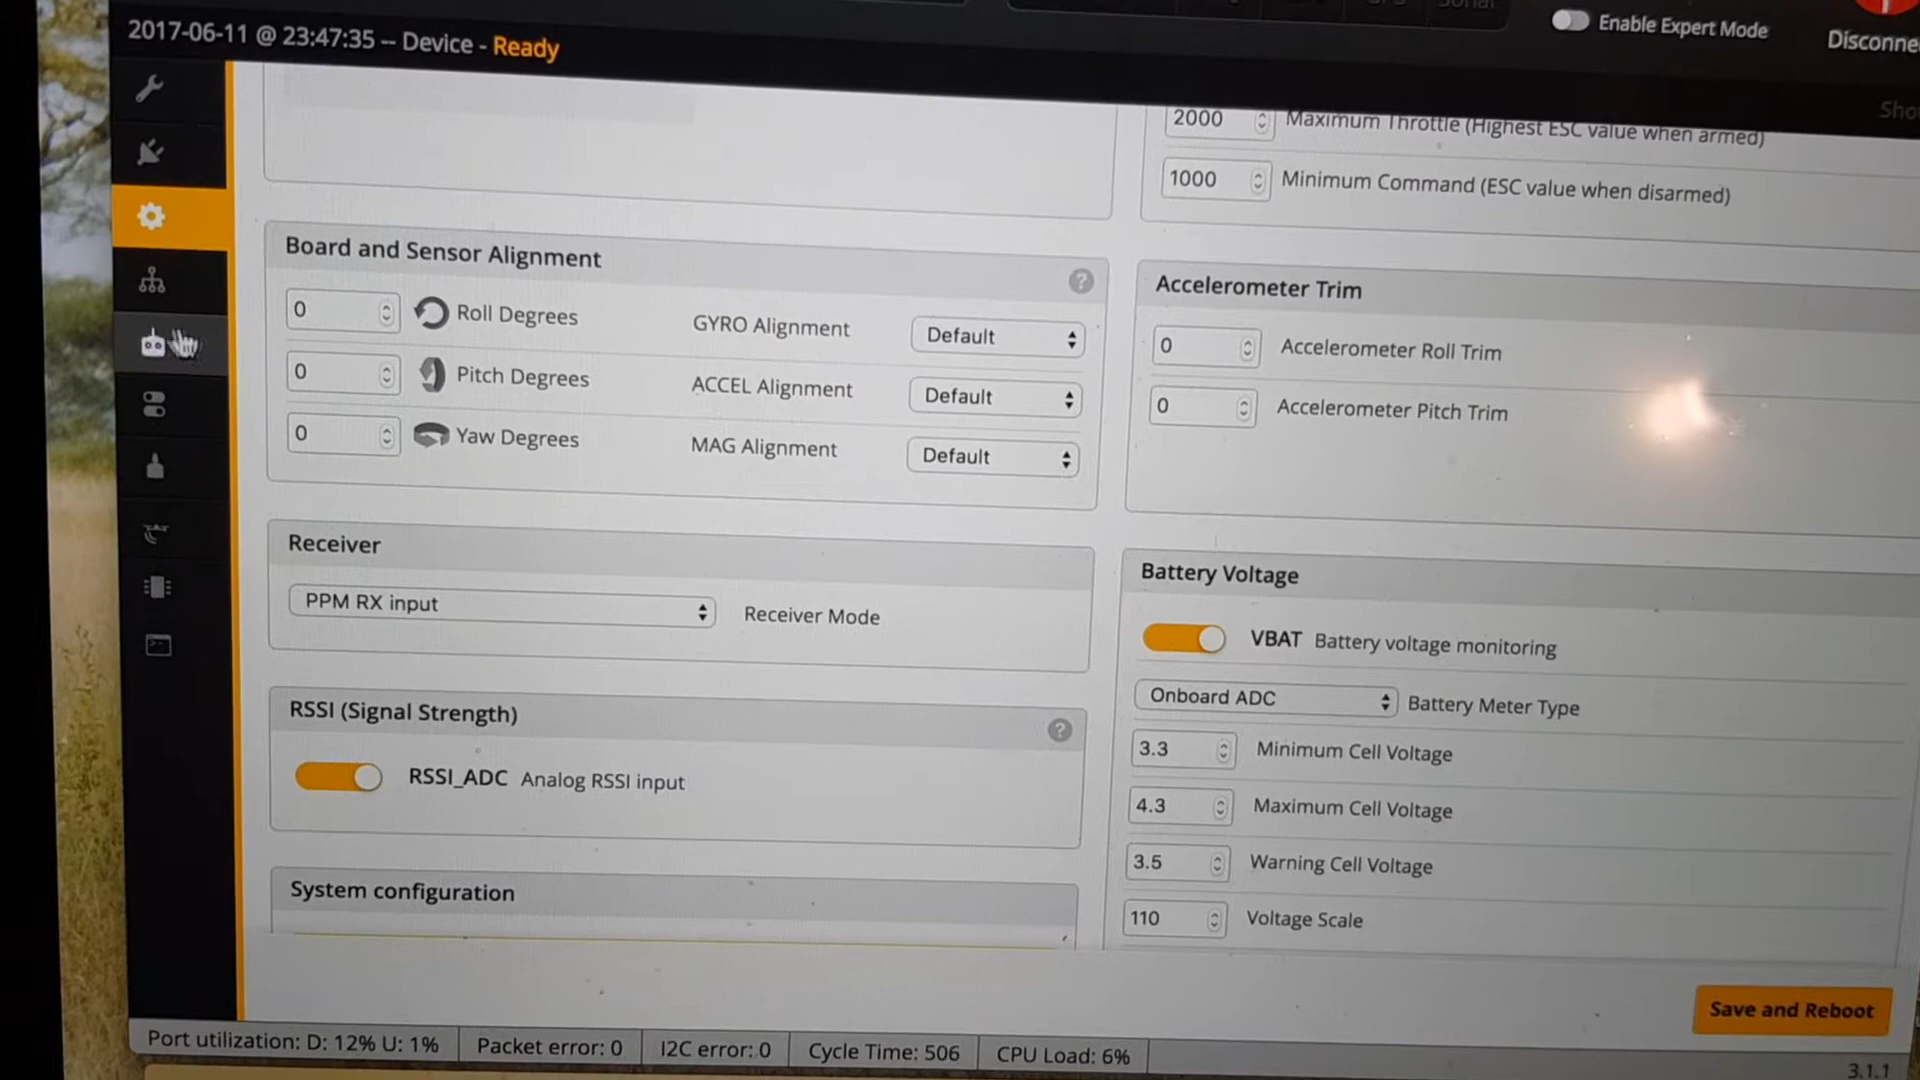 2017-06-11 @ 23:47:35 -- Device - Ready
Enable Expert Mode
Disconne
Sho
2000 Maximum Throttle (Highest ESC value when armed)
1000 Minimum Command (ESC value when disarmed)
Board and Sensor Alignment
?
0 Roll Degrees GYRO Alignment Default
0 Pitch Degrees ACCEL Alignment Default
0 Yaw Degrees MAG Alignment Default
Accelerometer Trim
0 Accelerometer Roll Trim
0 Accelerometer Pitch Trim
Receiver
PPM RX input Receiver Mode
RSSI (Signal Strength)
?
RSSI_ADC Analog RSSI input
System configuration
Battery Voltage
VBAT Battery voltage monitoring
Onboard ADC Battery Meter Type
3.3 Minimum Cell Voltage
4.3 Maximum Cell Voltage
3.5 Warning Cell Voltage
110 Voltage Scale
Save and Reboot
Port utilization: D: 12% U: 1% Packet error: 0 I2C error: 0 Cycle Time: 506 CPU Load: 6%
3.1.1